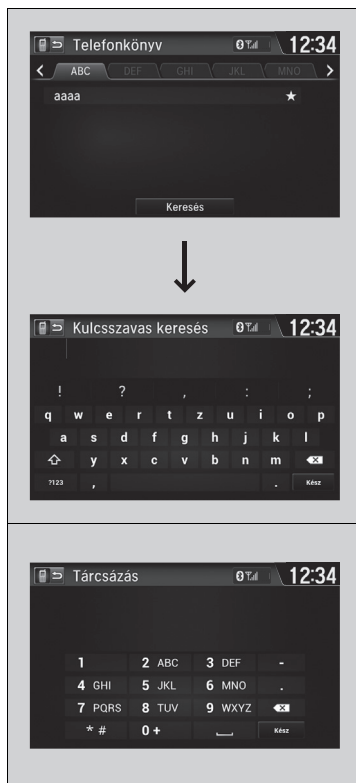 Telefonkönyv 12:34
ABC DEF GHI JKL MNO
aaaa ★
Keresés
Kulcsszavas keresés 12:34
! ? , : ;
q w e r t z u i o p
a s d f g h j k l
y x c v b n m
?123 , . Kész
Tárcsázás 12:34
1 2 ABC 3 DEF -
4 GHI 5 JKL 6 MNO .
7 PQRS 8 TUV 9 WXYZ
* # 0 + Kész